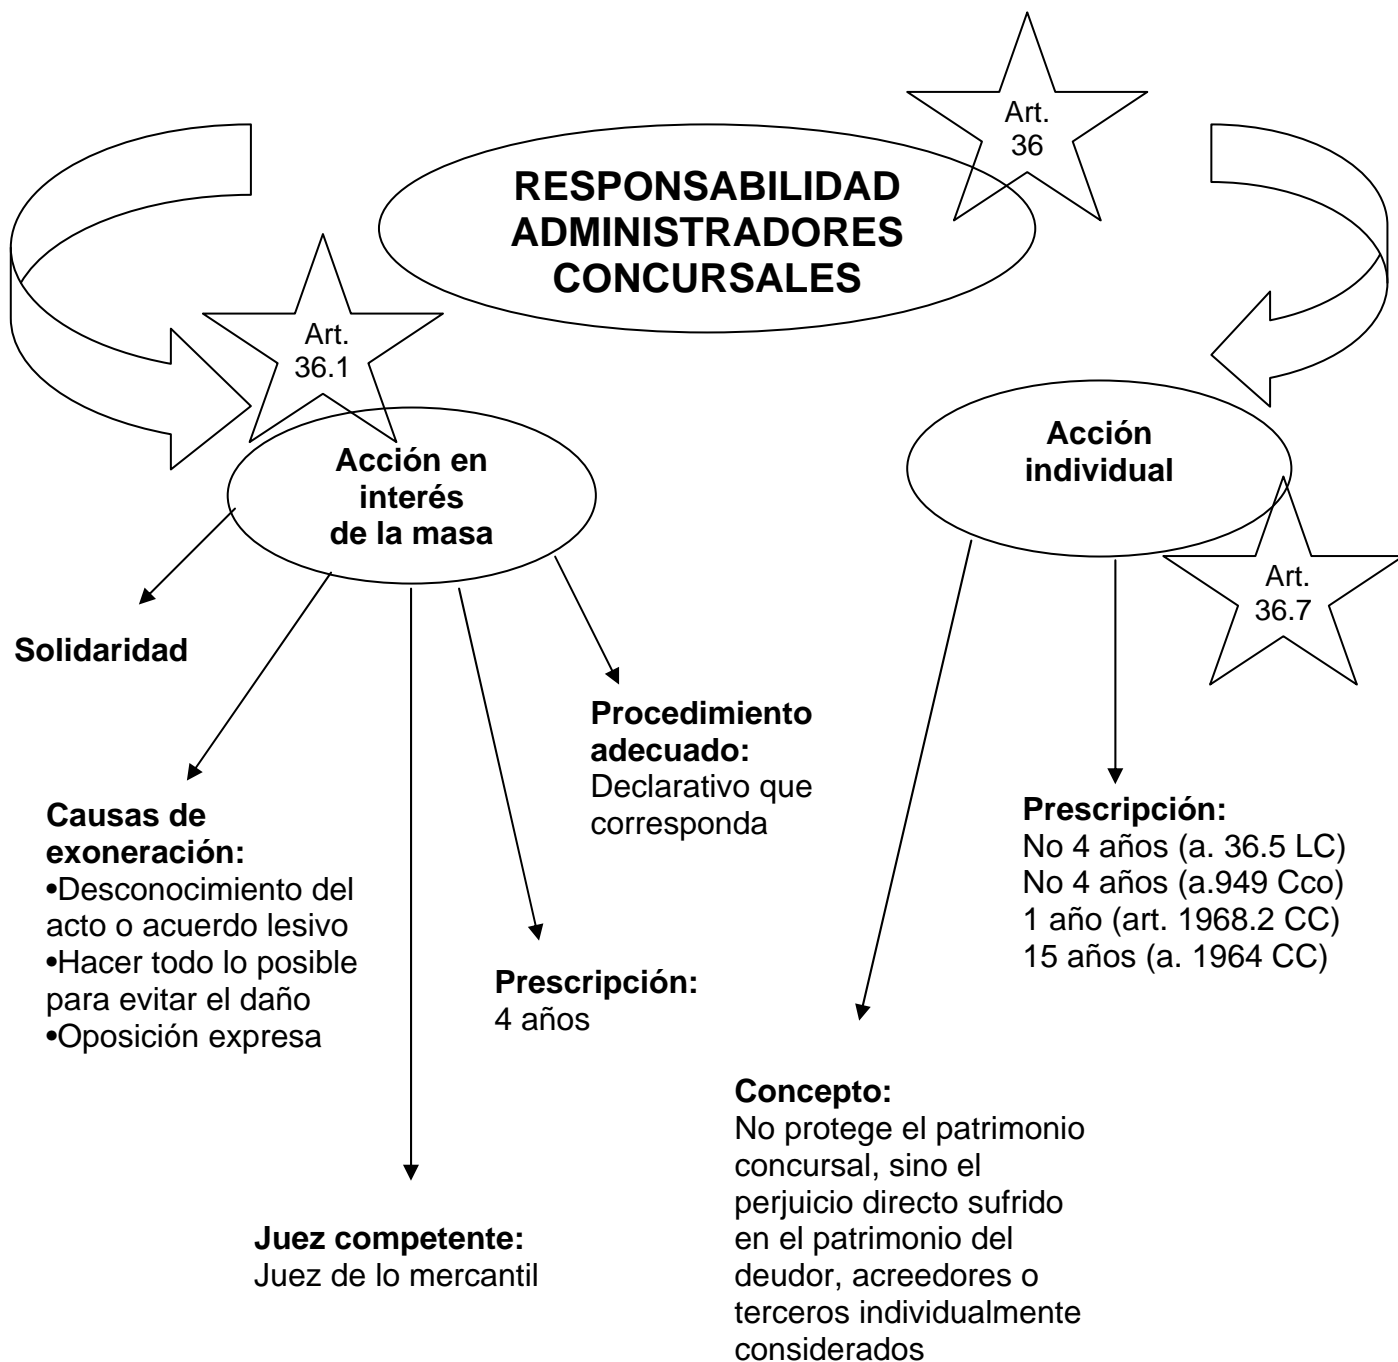 Art.
36
RESPONSABILIDAD
ADMINISTRADORES
CONCURSALES
Art.
36.1
Acción en
interés
de la masa
Acción
individual
Art.
36.7
Solidaridad
Procedimiento
adecuado:
Declarativo que
corresponda
Causas de
exoneración:
•Desconocimiento del
acto o acuerdo lesivo
•Hacer todo lo posible
para evitar el daño
•Oposición expresa
Prescripción:
4 años
Juez competente:
Juez de lo mercantil
Prescripción:
No 4 años (a. 36.5 LC)
No 4 años (a.949 Cco)
1 año (art. 1968.2 CC)
15 años (a. 1964 CC)
Concepto:
No protege el patrimonio
concursal, sino el
perjuicio directo sufrido
en el patrimonio del
deudor, acreedores o
terceros individualmente
considerados